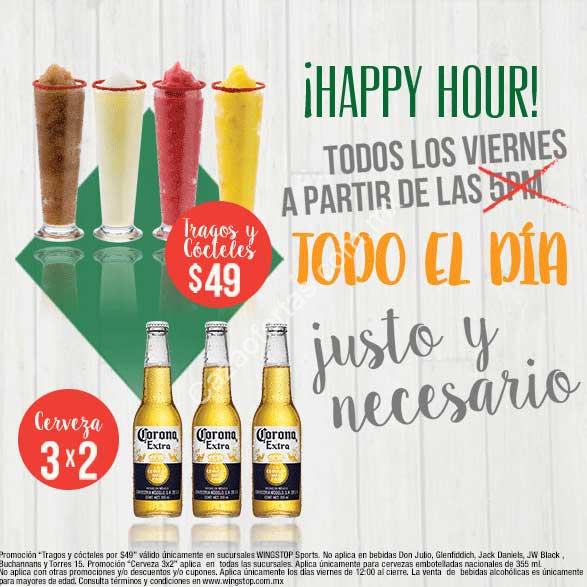 ¡HAPPY HOUR!
TODOS LOS VIERNES
A PARTIR DE LAS 5PM
TODO EL DÍA
justo y
necesario
Tragos y
Cócteles
$49
Cerveza
3x2
Corona
Extra
Corona
Extra
Corona
Extra
Promoción "Tragos y cócteles por $49" válido únicamente en sucursales WINGSTOP Sports. No aplica en bebidas Don Julio, Glenfiddich, Jack Daniels, JW Black ,
Buchannans y Torres 15. Promoción "Cerveza 3x2" aplica en todas las sucursales. Aplica únicamente para cervezas embotelladas nacionales de 355 ml.
No aplica con otras promociones y/o descuentos y/o cupones. Aplica únicamente los días viernes de 12:00 al cierre. La venta de bebidas alcohólicas es únicamente
para mayores de edad. Consulta términos y condiciones en www.wingstop.com.mx